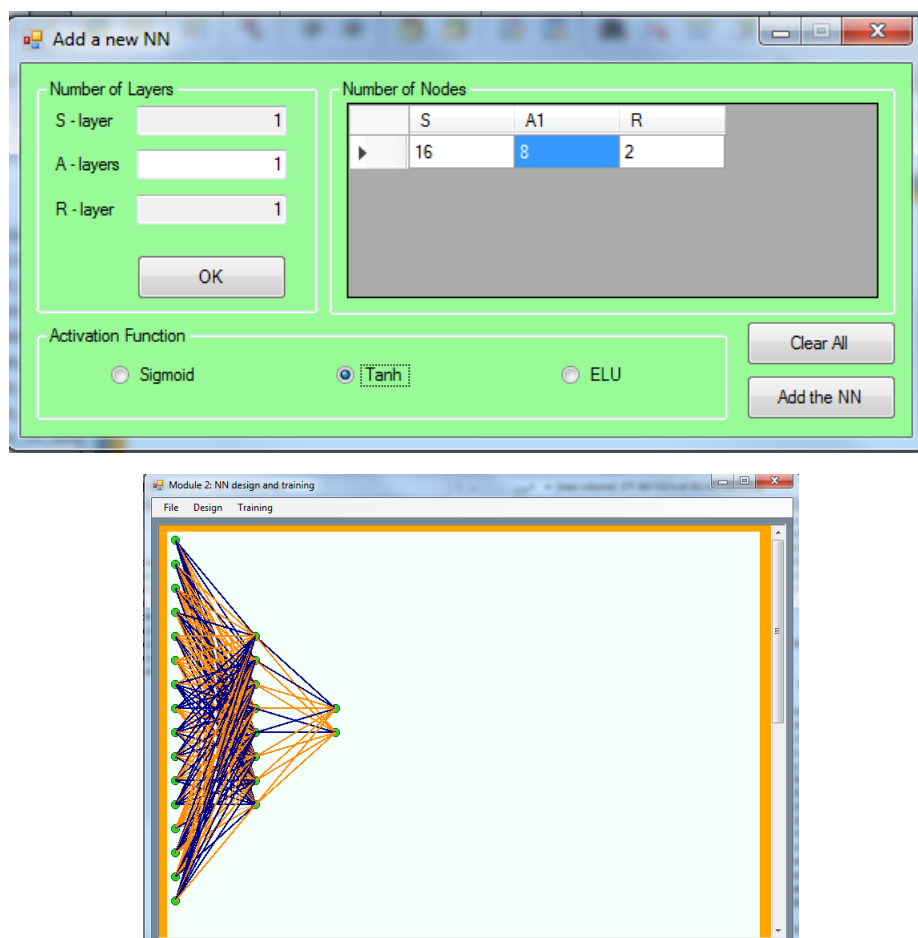 Add a new NN
Number of Layers
S - layer 1
A - layers 1
R - layer 1
OK
Number of Nodes
S A1 R
16 8 2
Activation Function
Sigmoid Tanh ELU
Clear All
Add the NN
Module 2: NN design and training
File Design Training